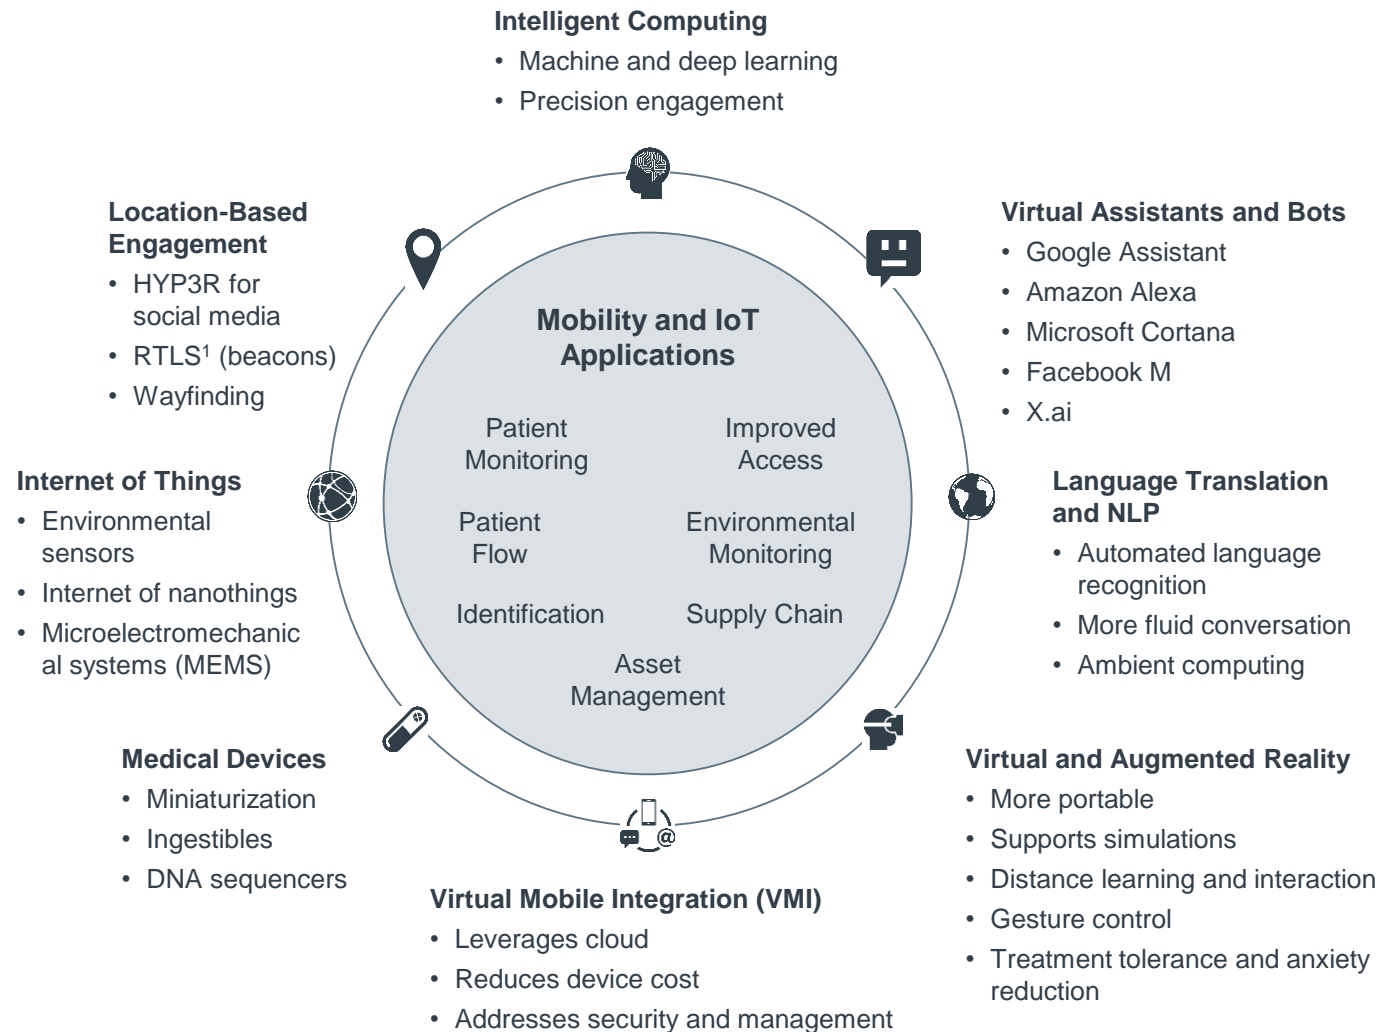 Intelligent Computing
• Machine and deep learning
• Precision engagement
Location-Based
Engagement
• HYP3R for
social media
• RTLS¹ (beacons)
• Wayfinding
Virtual Assistants and Bots
• Google Assistant
• Amazon Alexa
• Microsoft Cortana
• Facebook M
• X.ai
Mobility and IoT
Applications
Patient
Monitoring
Improved
Access
Patient
Flow
Environmental
Monitoring
Identification
Supply Chain
Asset
Management
Internet of Things
• Environmental
sensors
• Internet of nanothings
• Microelectromechanic
al systems (MEMS)
Language Translation
and NLP
• Automated language
recognition
• More fluid conversation
• Ambient computing
Medical Devices
• Miniaturization
• Ingestibles
• DNA sequencers
@
Virtual Mobile Integration (VMI)
• Leverages cloud
• Reduces device cost
• Addresses security and management
Virtual and Augmented Reality
• More portable
• Supports simulations
• Distance learning and interaction
• Gesture control
• Treatment tolerance and anxiety
reduction